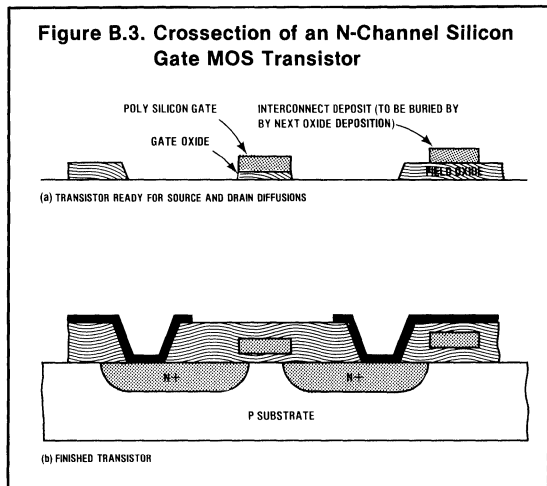 Figure B.3. Crossection of an N-Channel Silicon
Gate MOS Transistor
POLY SILICON GATE
INTERCONNECT DEPOSIT (TO BE BURIED BY
BY NEXT OXIDE DEPOSITION)
GATE OXIDE
FIELD OXIDE
(a) TRANSISTOR READY FOR SOURCE AND DRAIN DIFFUSIONS
N+
N+
P SUBSTRATE
(b) FINISHED TRANSISTOR